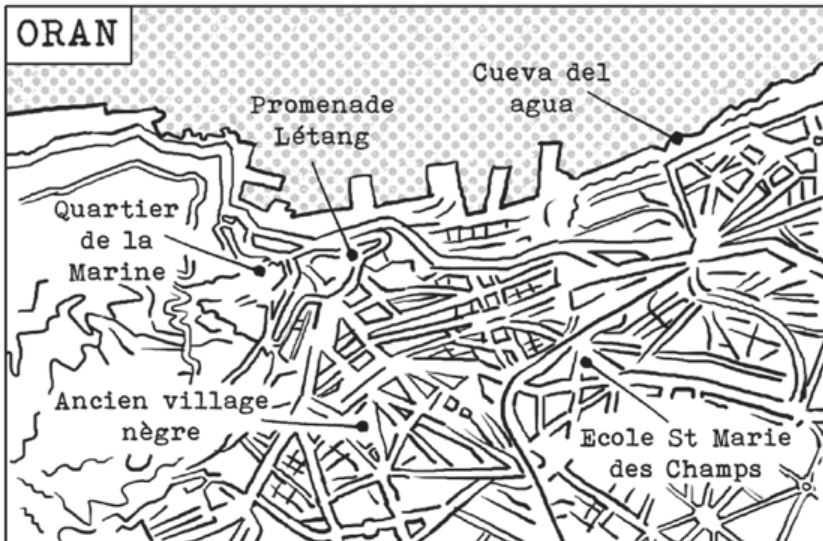 ORAN
Cueva del
agua
Promenade
Létang
Quartier
de la
Marine
Ancien village
nègre
Ecole St Marie
des Champs